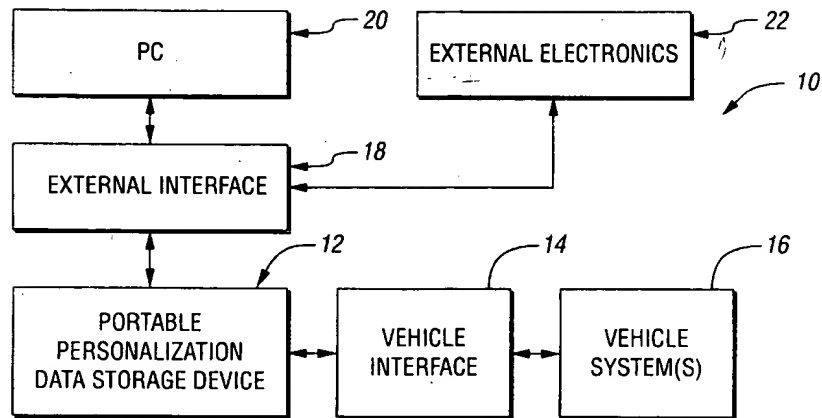 20
PC
22
EXTERNAL ELECTRONICS
10
18
EXTERNAL INTERFACE
12
PORTABLE
PERSONALIZATION
DATA STORAGE DEVICE
14
VEHICLE
INTERFACE
16
VEHICLE
SYSTEM(S)